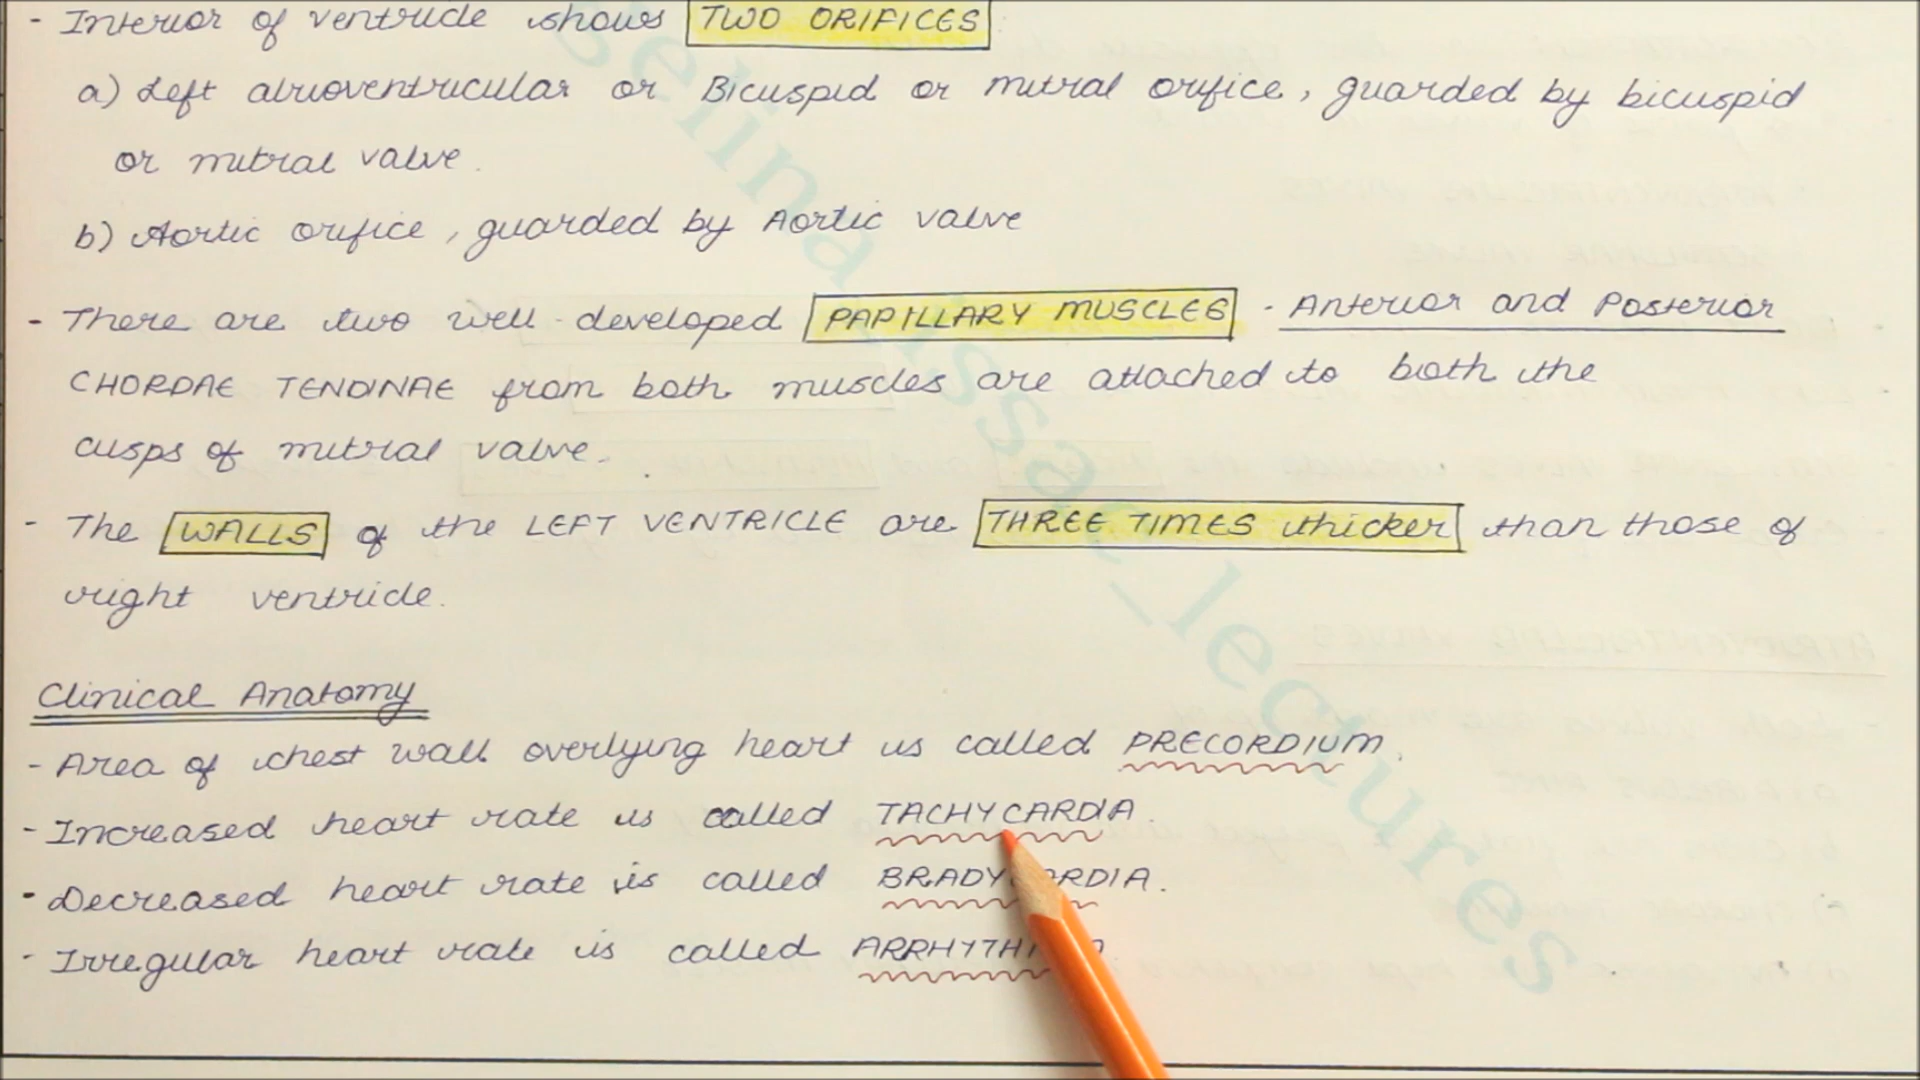 - Interior of ventricle shows TWO ORIFICES
a) Left atrioventricular or Bicuspid or mitral orifice, guarded by bicuspid
or mitral valve.
b) Aortic orifice, guarded by Aortic valve
- There are two well-developed PAPILLARY MUSCLES - Anterior and Posterior
CHORDAE TENDINAE from both muscles are attached to both the
cusps of mitral valve.
- The WALLS of the LEFT VENTRICLE are THREE TIMES thicker than those of
right ventricle.
Clinical Anatomy
- Area of chest wall overlying heart is called PRECORDIUM.
- Increased heart rate is called TACHYCARDIA.
- Decreased heart rate is called
- Irregular heart rate is called
selina_issac_lectures